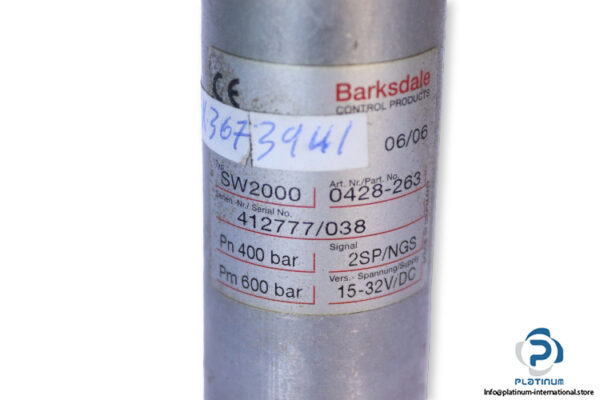 CE
Barksdale
CONTROL PRODUCTS
06/06
Typ
SW2000
Art. Nr./Part. No.
0428-263
Serien.-Nr./ Serial No.
412777/038
Pn 400 bar
Signal
2SP/NGS
Pm 600 bar
Vers.- Spannung/Supply
15-32V/DC
PLATINUM
Info@platinum-international.store